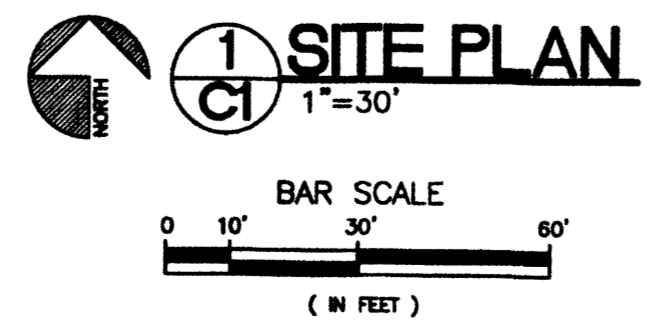 NORTH
1
C1
SITE PLAN
1"=30'
BAR SCALE
0 10' 30' 60'
( IN FEET )